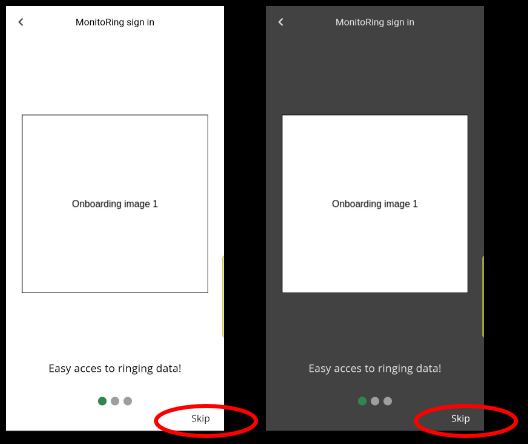 MonitoRing sign in
Onboarding image 1
Easy acces to ringing data!
Skip
MonitoRing sign in
Onboarding image 1
Easy acces to ringing data!
Skip